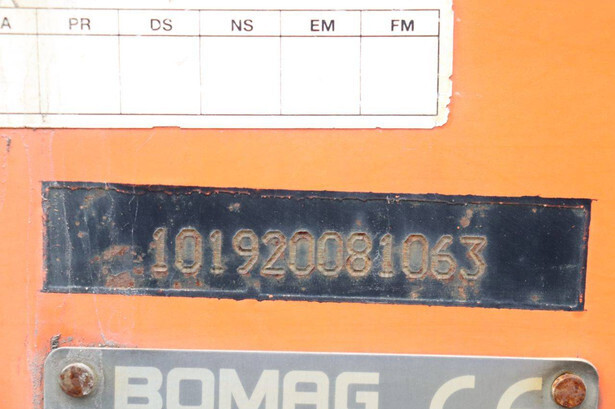 A PR DS NS EM FM
101920081063
BOMAG CE